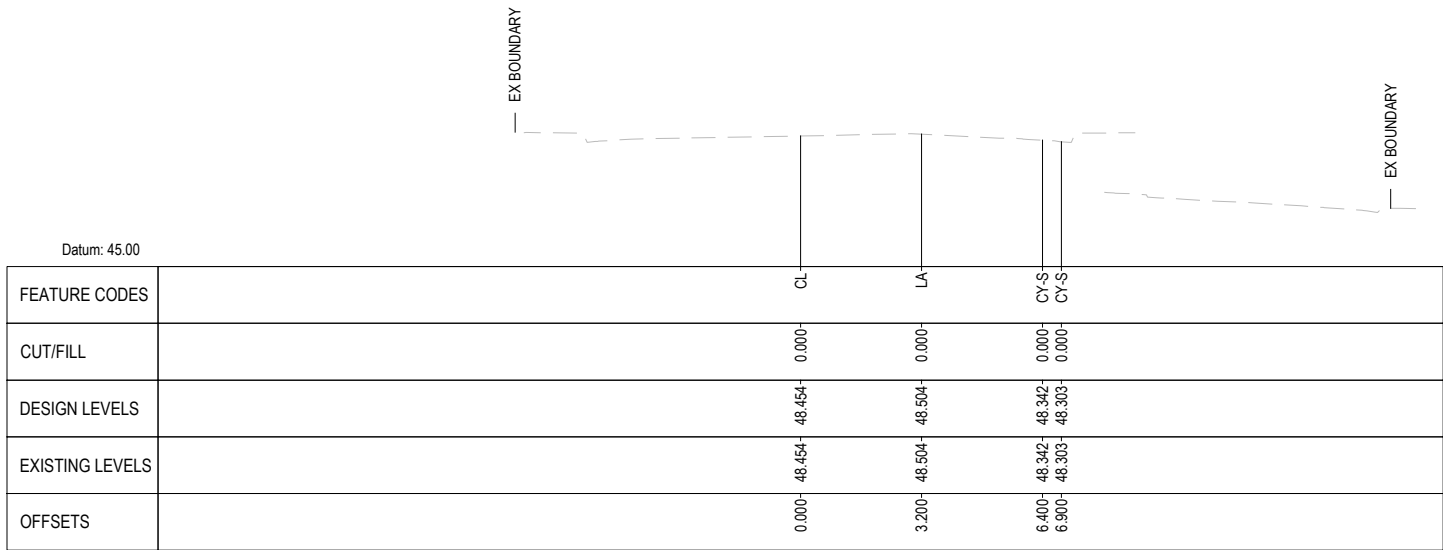 EX BOUNDARY
EX BOUNDARY
Datum: 45.00
FEATURE CODES CL LA CY-S CY-S
CUT/FILL 0.000 0.000 0.000 0.000
DESIGN LEVELS 48.454 48.504 48.342 48.303
EXISTING LEVELS 48.454 48.504 48.342 48.303
OFFSETS 0.000 3.200 6.400 6.900